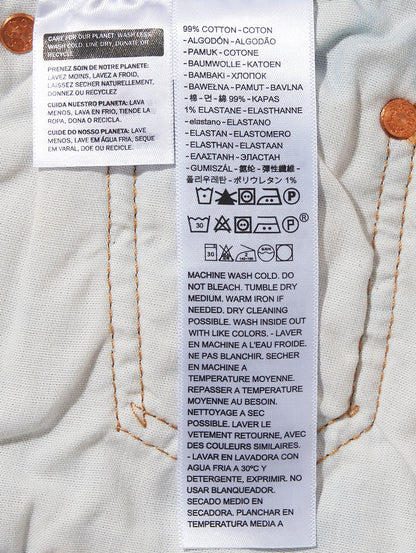 CARE FOR OUR PLANET: WASH LESS,
WASH COLD, LINE DRY, DONATE OR
RECYCLE.
PRENEZ SOIN DE NOTRE PLANETE:
LAVEZ MOINS, LAVEZ A FROID,
LAISSEZ SECHER NATURELLEMENT,
DONNEZ OU RECYCLEZ
CUIDA NUESTRO PLANETA: LAVA
MENOS, LAVA EN FRIO, TIENDE LA
ROPA, DONA O RECICLA.
CUIDE DO NOSSO PLANETA: LAVE
MENOS, LAVE EM ÁGUA FRIA, SEQUE
EM VARAL, DOE OU RECICLE.
99% COTTON - COTON
- ALGODÓN - ALGODÃO
- PAMUK - COTONE
- BAUMWOLLE - KATOEN
- BAMBAKI - ХЛОПОК
- BAWEŁNA - PAMUT - BAVLNA
- 棉 - 면 - 綿 99% - KAPAS
1% ELASTANE - ELASTHANNE
- elastano - ELASTANO
- ELASTAN - ELASTOMERO
- ELASTHAN - ELASTAAN
- ΕΛΑΣΤΑΝΗ - ЭЛАСТАН
- GUMISZÁL - 氨纶 - 弾性繊維 -
폴리우레탄 - ポリウレタン 1%
P
30 P ®
30
MACHINE WASH COLD. DO
NOT BLEACH. TUMBLE DRY
MEDIUM. WARM IRON IF
NEEDED. DRY CLEANING
POSSIBLE. WASH INSIDE OUT
WITH LIKE COLORS. - LAVER
EN MACHINE A L'EAU FROIDE.
NE PAS BLANCHIR. SECHER
EN MACHINE A
TEMPERATURE MOYENNE.
REPASSER A TEMPERATURE
MOYENNE AU BESOIN.
NETTOYAGE A SEC
POSSIBLE. LAVER LE
VETEMENT RETOURNE, AVEC
DES COULEURS SIMILAIRES.
- LAVAR EN LAVADORA CON
AGUA FRIA A 30ºC Y
DETERGENTE, EXPRIMIR. NO
USAR BLANQUEADOR.
SECADO MEDIO EN
SECADORA. PLANCHAR EN
TEMPERATURA MEDIA A